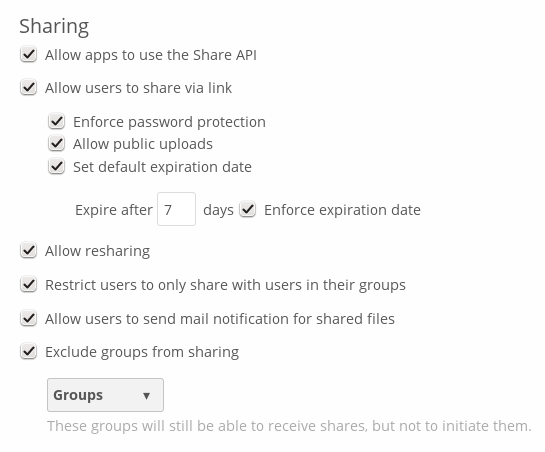 Sharing
Allow apps to use the Share API
Allow users to share via link
Enforce password protection
Allow public uploads
Set default expiration date
Expire after 7 days Enforce expiration date
Allow resharing
Restrict users to only share with users in their groups
Allow users to send mail notification for shared files
Exclude groups from sharing
Groups
These groups will still be able to receive shares, but not to initiate them.